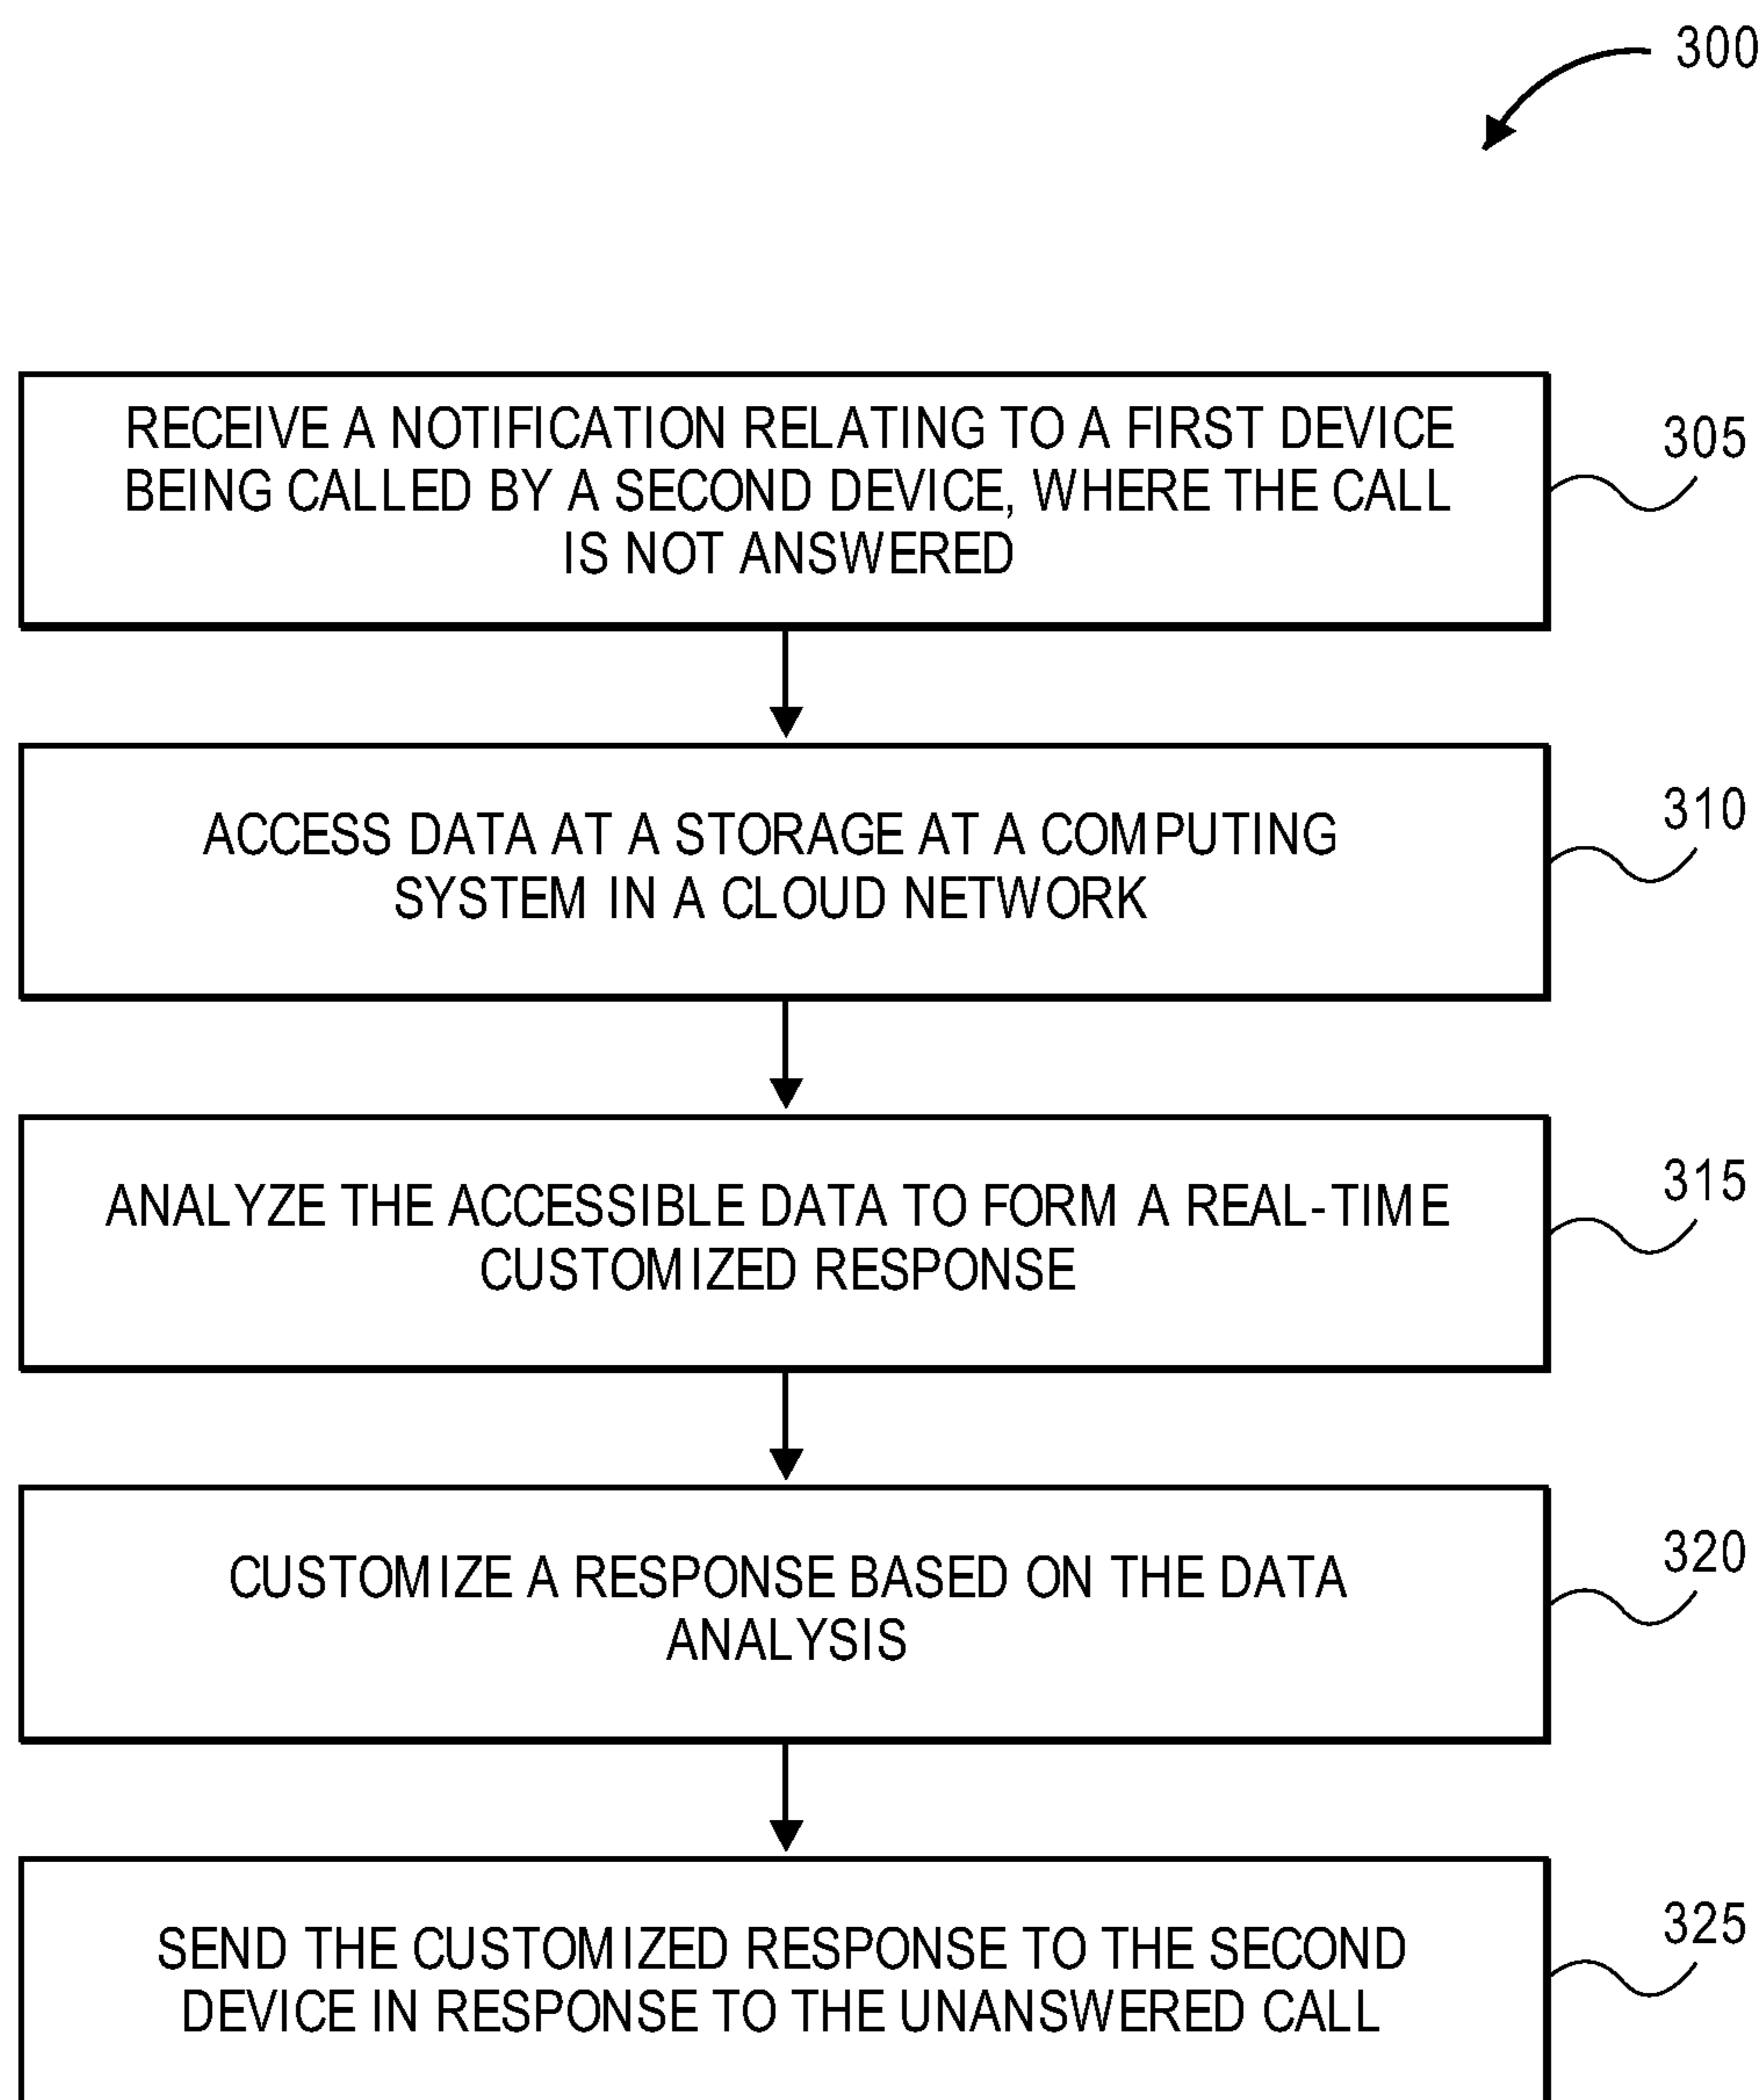 300
RECEIVE A NOTIFICATION RELATING TO A FIRST DEVICE
BEING CALLED BY A SECOND DEVICE, WHERE THE CALL
IS NOT ANSWERED
305
ACCESS DATA AT A STORAGE AT A COMPUTING
SYSTEM IN A CLOUD NETWORK
310
ANALYZE THE ACCESSIBLE DATA TO FORM A REAL-TIME
CUSTOMIZED RESPONSE
315
CUSTOMIZE A RESPONSE BASED ON THE DATA
ANALYSIS
320
SEND THE CUSTOMIZED RESPONSE TO THE SECOND
DEVICE IN RESPONSE TO THE UNANSWERED CALL
325